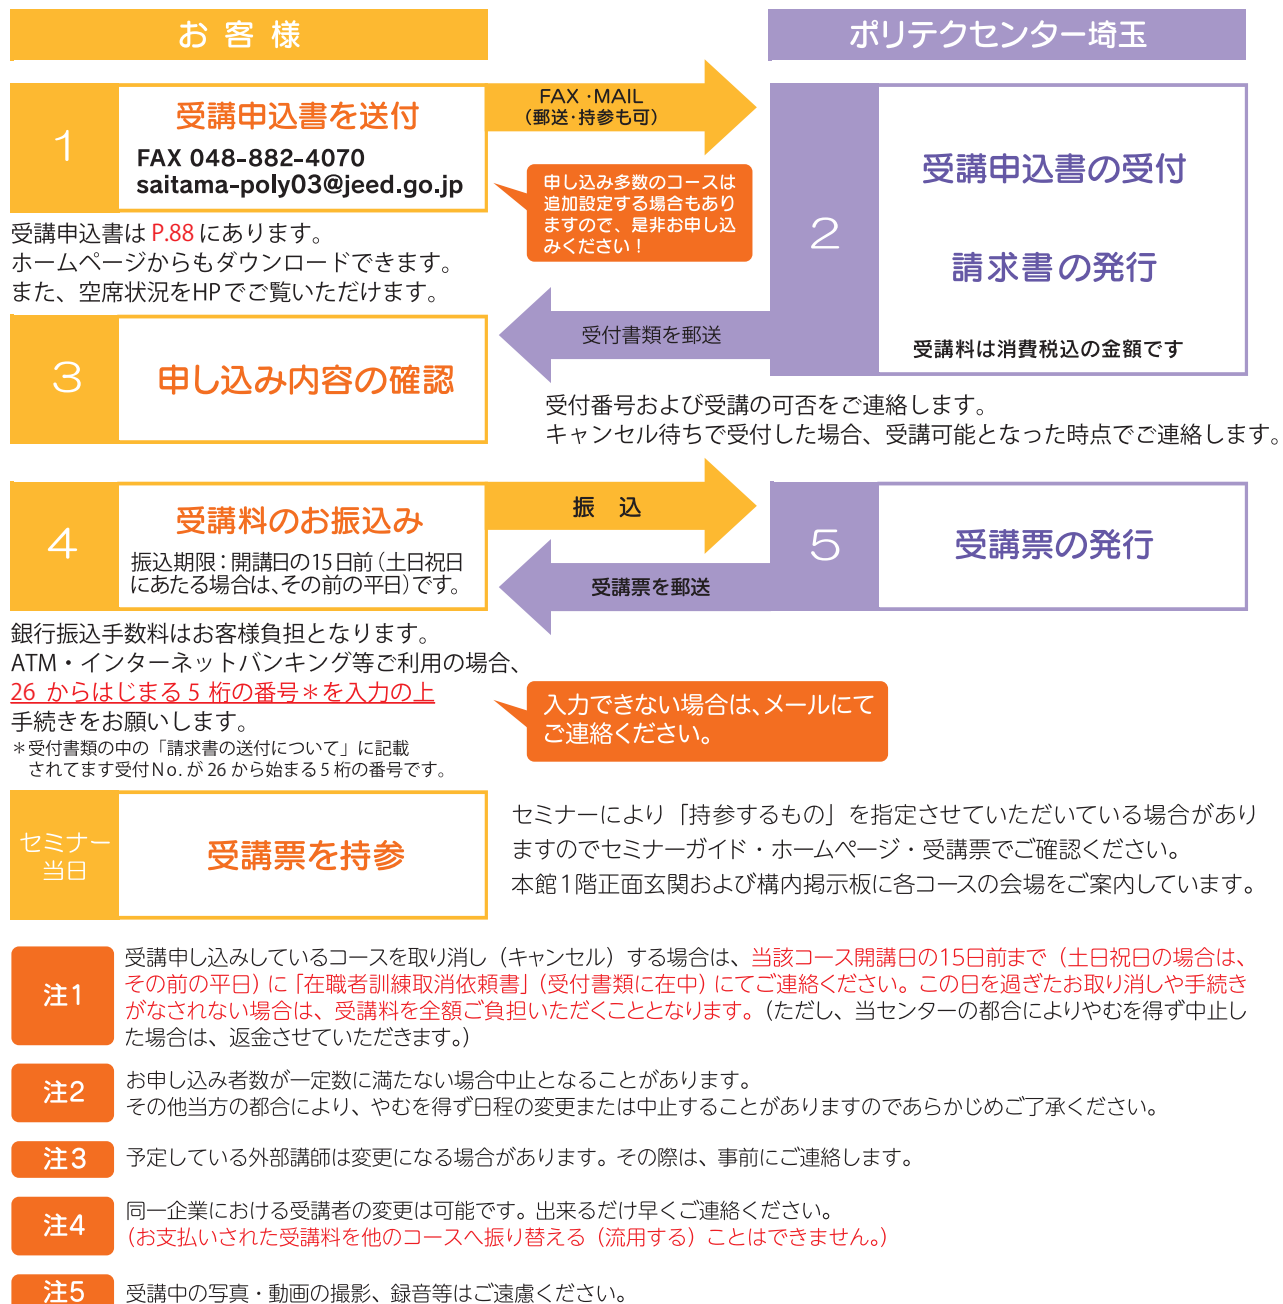 お客様
ポリテクセンター埼玉
1
受講申込書を送付
FAX 048-882-4070
saitama-poly03@jeed.go.jp
FAX・MAIL
（郵送・持参も可）
申し込み多数のコースは
追加設定する場合もあり
ますので、是非お申し込
みください！
2
受講申込書の受付
請求書の発行
受講料は消費税込の金額です
受講申込書は P.88 にあります。
ホームページからもダウンロードできます。
また、空席状況をHPでご覧いただけます。
受付書類を郵送
3
申し込み内容の確認
受付番号および受講の可否をご連絡します。
キャンセル待ちで受付した場合、受講可能となった時点でご連絡します。
4
受講料のお振込み
振込期限：開講日の15日前（土日祝日
にあたる場合は、その前の平日）です。
振　込
受講票を郵送
5
受講票の発行
銀行振込手数料はお客様負担となります。
ATM・インターネットバンキング等ご利用の場合、
26 からはじまる 5 桁の番号＊を入力の上
手続きをお願いします。
＊受付書類の中の「請求書の送付について」に記載
されてます受付No. が 26 から始まる 5 桁の番号です。
入力できない場合は、メールにて
ご連絡ください。
セミナー
当日
受講票を持参
セミナーにより「持参するもの」を指定させていただいている場合があり
ますのでセミナーガイド・ホームページ・受講票でご確認ください。
本館1階正面玄関および構内掲示板に各コースの会場をご案内しています。
注1
受講申し込みしているコースを取り消し（キャンセル）する場合は、当該コース開講日の15日前まで（土日祝日の場合は、
その前の平日）に「在職者訓練取消依頼書」（受付書類に在中）にてご連絡ください。この日を過ぎたお取り消しや手続き
がなされない場合は、受講料を全額ご負担いただくこととなります。（ただし、当センターの都合によりやむを得ず中止し
た場合は、返金させていただきます。）
注2
お申し込み者数が一定数に満たない場合中止となることがあります。
その他当方の都合により、やむを得ず日程の変更または中止することがありますのであらかじめご了承ください。
注3
予定している外部講師は変更になる場合があります。その際は、事前にご連絡します。
注4
同一企業における受講者の変更は可能です。出来るだけ早くご連絡ください。
（お支払いされた受講料を他のコースへ振り替える（流用する）ことはできません。）
注5
受講中の写真・動画の撮影、録音等はご遠慮ください。